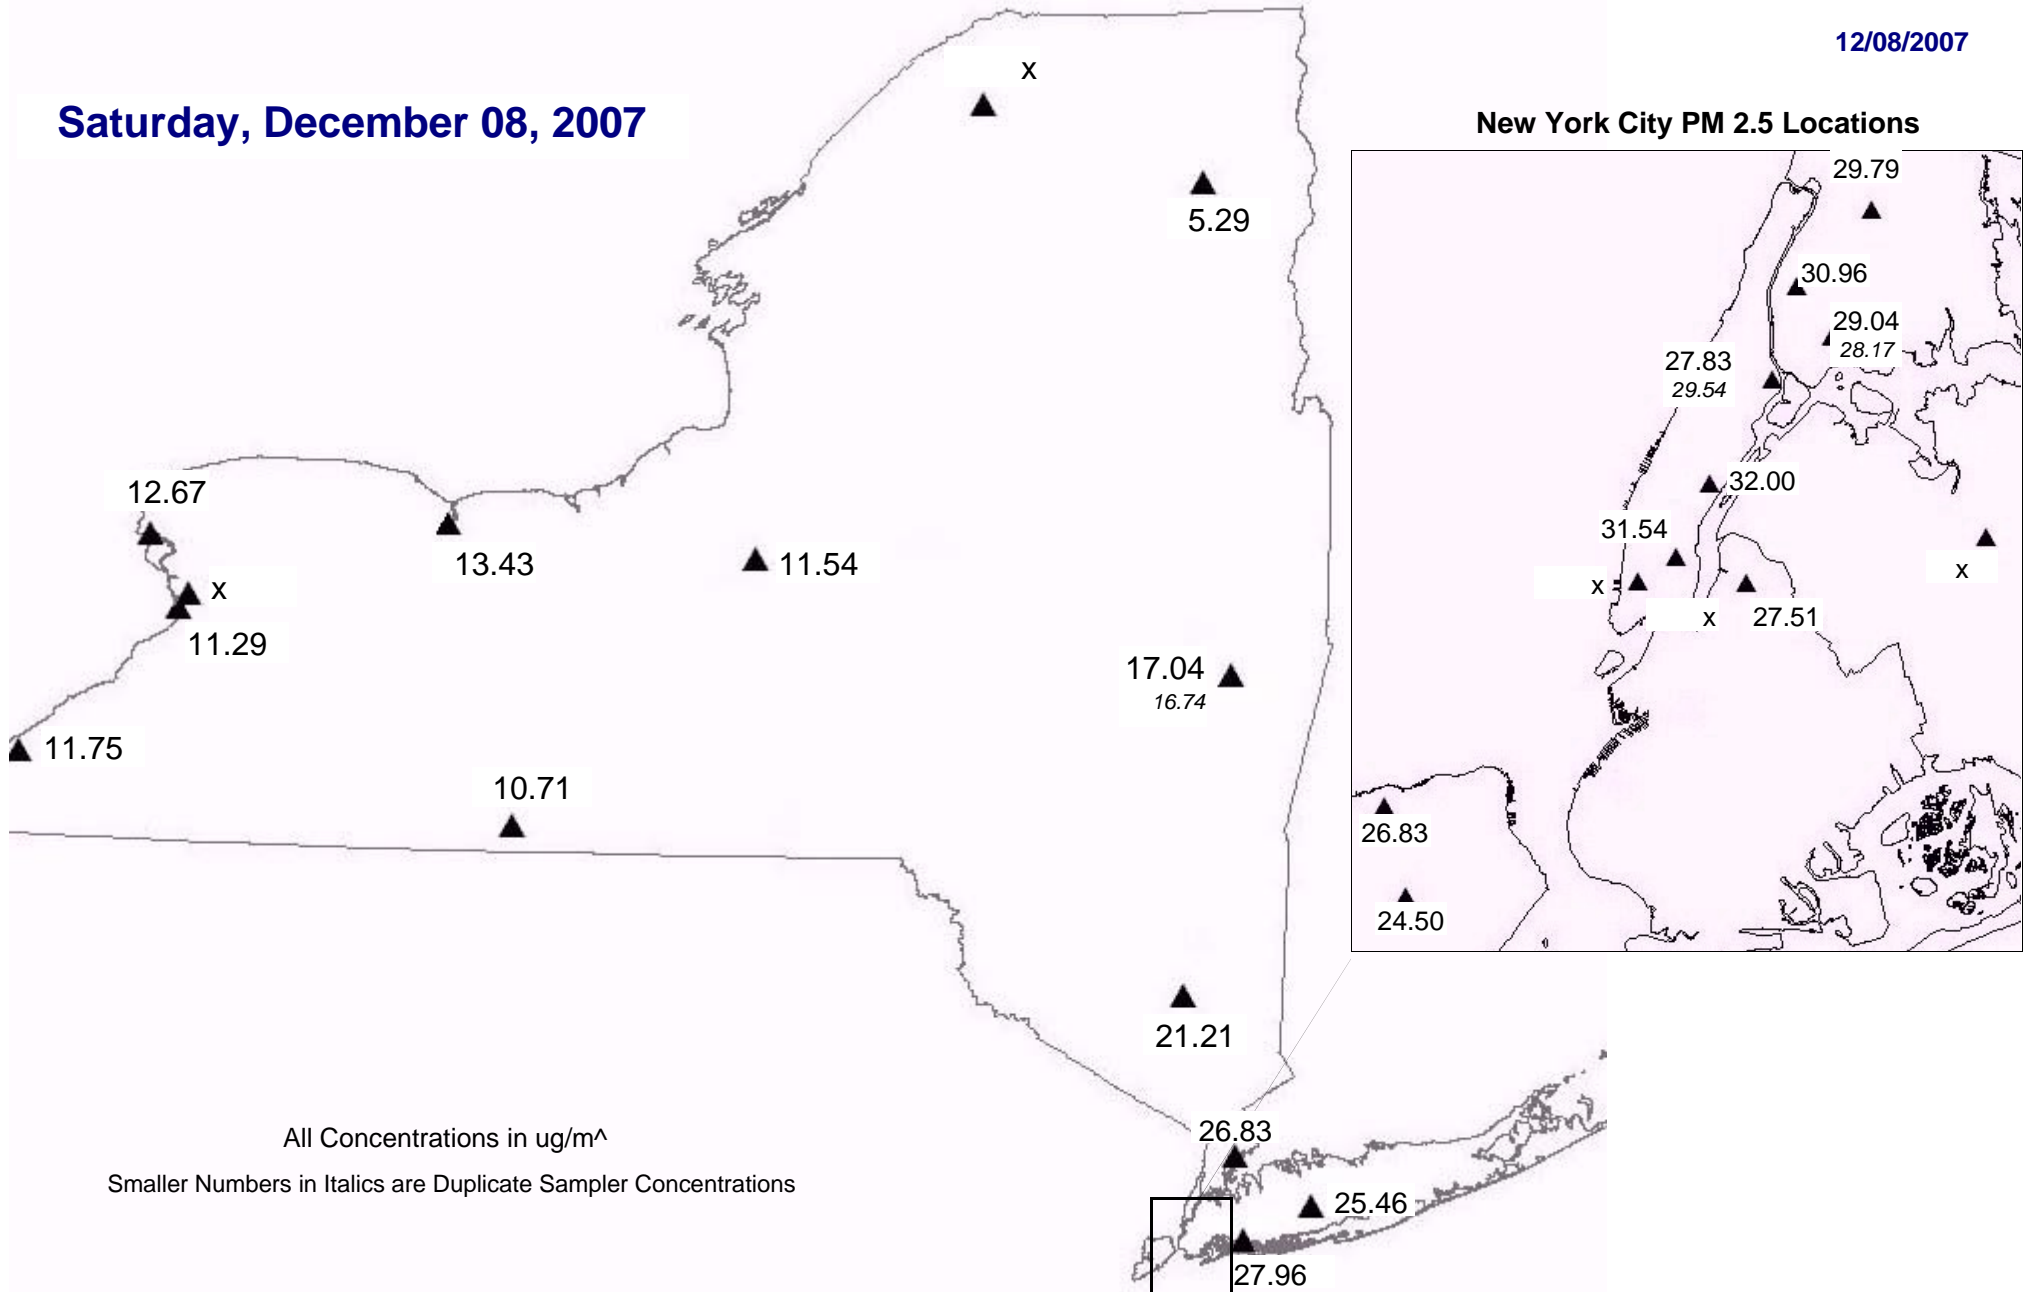 12/08/2007
x
Saturday, December 08, 2007
New York City PM 2.5 Locations
29.79
5.29
30.96
29.04
28.17
27.83
29.54
12.67
32.00
31.54
13.43
11.54
x
x
x
x
27.51
11.29
17.04
16.74
11.75
10.71
26.83
24.50
21.21
26.83
All Concentrations in ug/m^
Smaller Numbers in Italics are Duplicate Sampler Concentrations
25.46
27.96